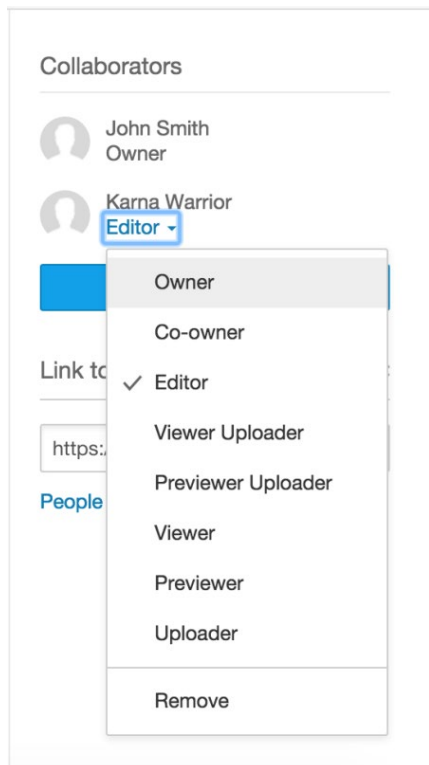 Collaborators
John Smith
Owner
Karna Warrior
Editor
Owner
Co-owner
Link to
Editor
https:
Viewer Uploader
Previewer Uploader
People
Viewer
Previewer
Uploader
Remove